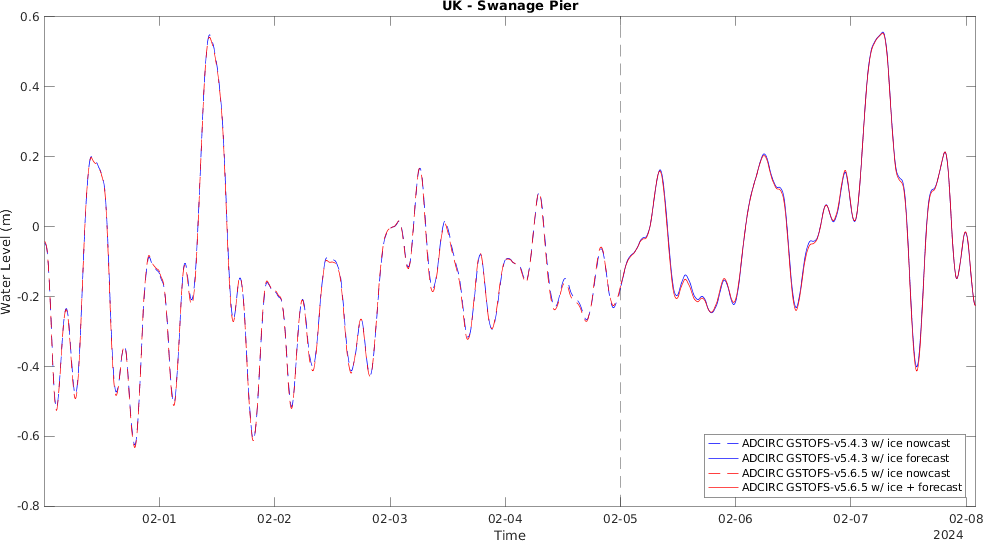 UK - Swanage Pier
0.6
0.4
0.2
0
-0.2
-0.4
-0.6
-0.8
Water Level (m)
ADCIRC GSTOFS-v5.4.3 w/ ice nowcast
ADCIRC GSTOFS-v5.4.3 w/ ice forecast
ADCIRC GSTOFS-v5.6.5 w/ ice nowcast
ADCIRC GSTOFS-v5.6.5 w/ ice + forecast
02-01 02-02 02-03 02-04 02-05 02-06 02-07 02-08
Time 2024